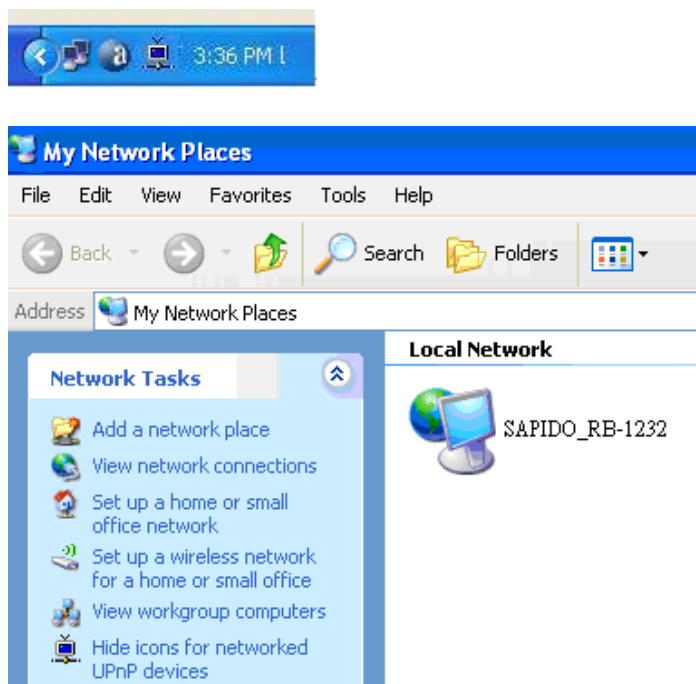 3:36 PM
My Network Places
File Edit View Favorites Tools Help
Back Search Folders
Address My Network Places
Local Network
Network Tasks
SAPIDO_RB-1232
Add a network place
View network connections
Set up a home or small
office network
Set up a wireless network
for a home or small office
View workgroup computers
Hide icons for networked
UPnP devices